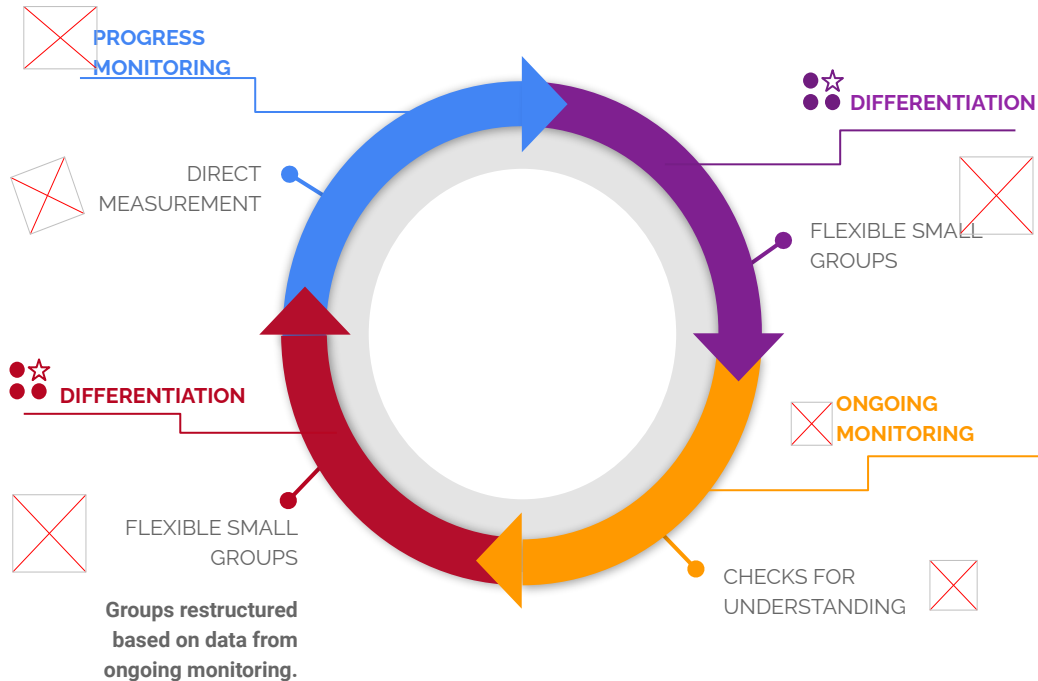 PROGRESS
MONITORING
DIRECT
MEASUREMENT
DIFFERENTIATION
FLEXIBLE SMALL
GROUPS
ONGOING
MONITORING
CHECKS FOR
UNDERSTANDING
DIFFERENTIATION
FLEXIBLE SMALL
GROUPS
Groups restructured
based on data from
ongoing monitoring.